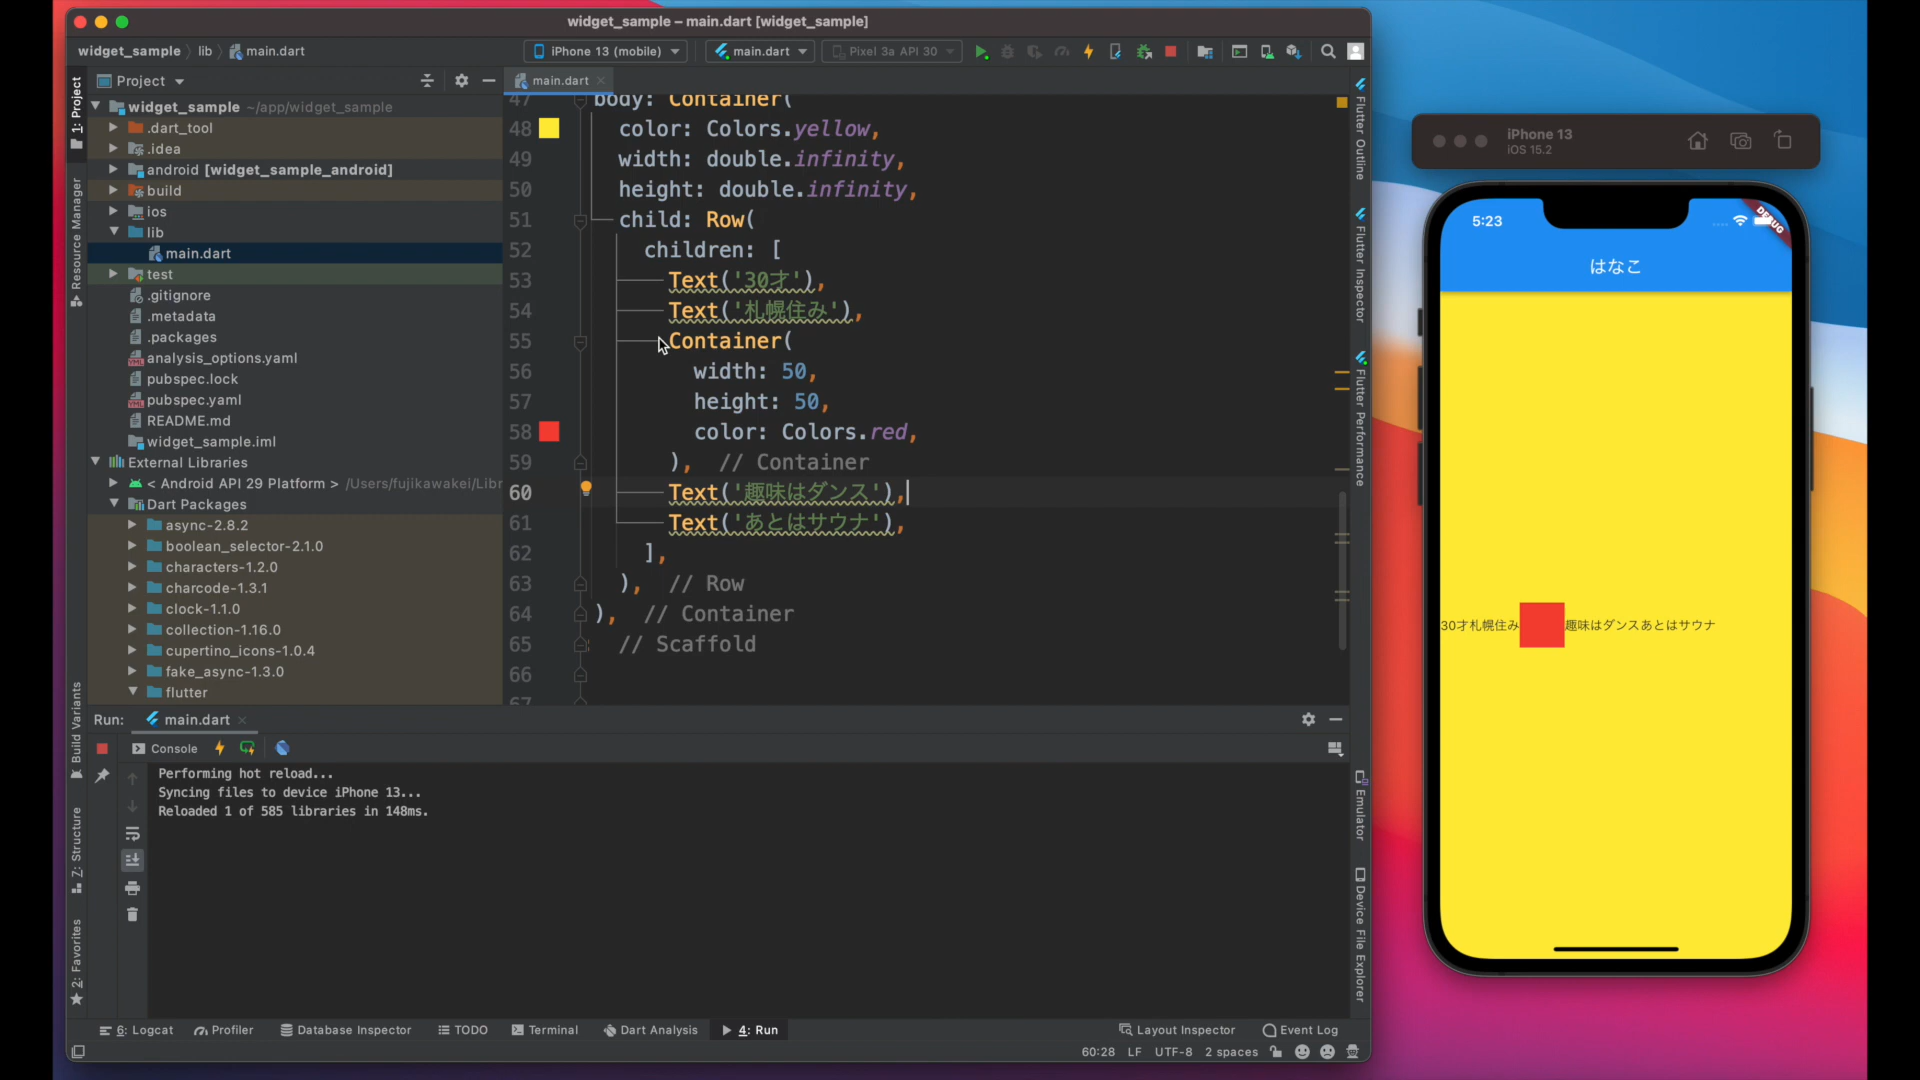 widget_sample – main.dart [widget_sample]
widget_sample lib main.dart
iPhone 13 (mobile) main.dart Pixel 3a API 30
1: Project
Resource Manager
Build Variants
7: Structure
2: Favorites
Project
widget_sample ~/app/widget_sample
.dart_tool
.idea
android [widget_sample_android]
build
ios
lib
main.dart
test
.gitignore
.metadata
.packages
analysis_options.yaml
pubspec.lock
pubspec.yaml
README.md
widget_sample.iml
External Libraries
< Android API 29 Platform > /Users/fujikawakei/Libr
Dart Packages
async-2.8.2
boolean_selector-2.1.0
characters-1.2.0
charcode-1.3.1
clock-1.1.0
collection-1.16.0
cupertino_icons-1.0.4
fake_async-1.3.0
flutter
main.dart
47 body: Container(
48 color: Colors.yellow,
49 width: double.infinity,
50 height: double.infinity,
51 child: Row(
52 children: [
53 Text('30才'),
54 Text('札幌住み'),
55 Container(
56 width: 50,
57 height: 50,
58 color: Colors.red,
59 ), // Container
60 Text('趣味はダンス'),
61 Text('あとはサウナ'),
62 ],
63 ), // Row
64 ), // Container
65 // Scaffold
66
67
Flutter Outline
Flutter Inspector
Flutter Performance
Emulator
Device File Explorer
Run: main.dart
Console
Performing hot reload...
Syncing files to device iPhone 13...
Reloaded 1 of 585 libraries in 148ms.
6: Logcat Profiler Database Inspector TODO Terminal Dart Analysis 4: Run Layout Inspector Event Log
60:28 LF UTF-8 2 spaces
iPhone 13
iOS 15.2
5:23
DEBUG
はなこ
30才札幌住み 趣味はダンスあとはサウナ